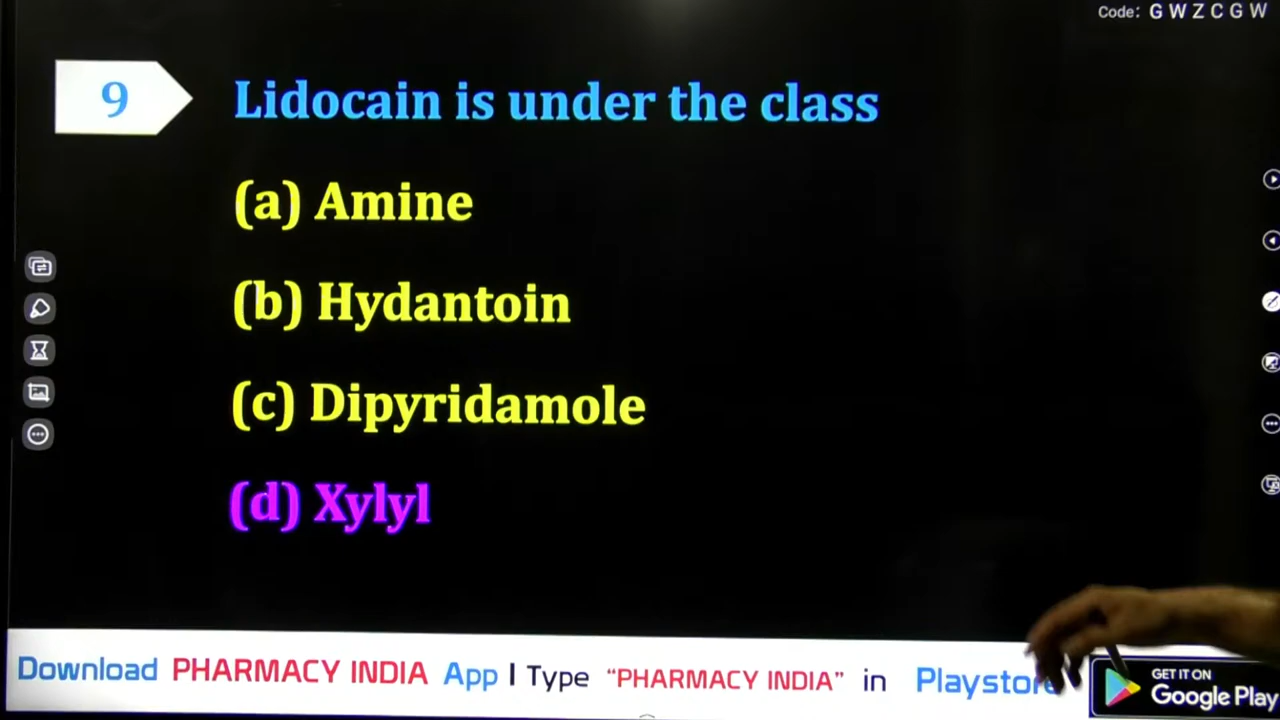 Code: G W Z C G W
9 Lidocain is under the class
(a) Amine
(b) Hydantoin
(c) Dipyridamole
(d) Xylyl
Download PHARMACY INDIA App | Type "PHARMACY INDIA" in Playstore
GET IT ON
Google Play